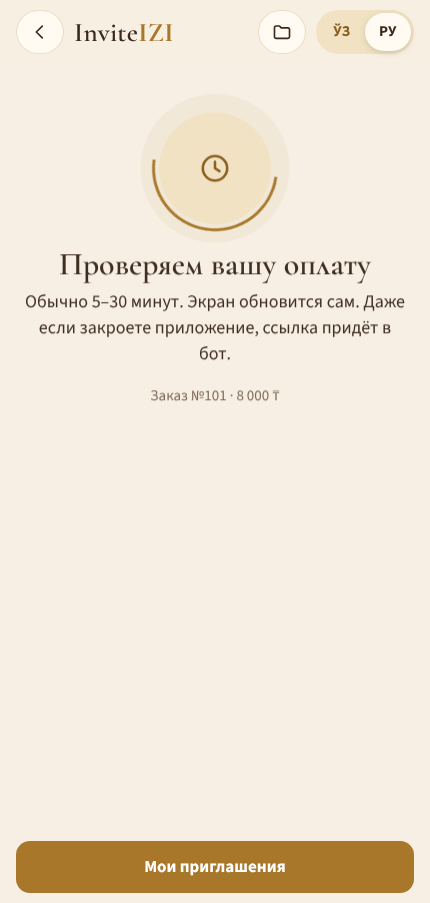 InviteIZI
ЎЗ
РУ
Проверяем вашу оплату
Обычно 5–30 минут. Экран обновится сам. Даже
если закроете приложение, ссылка придёт в
бот.
Заказ №101 · 8 000 ₸
Мои приглашения